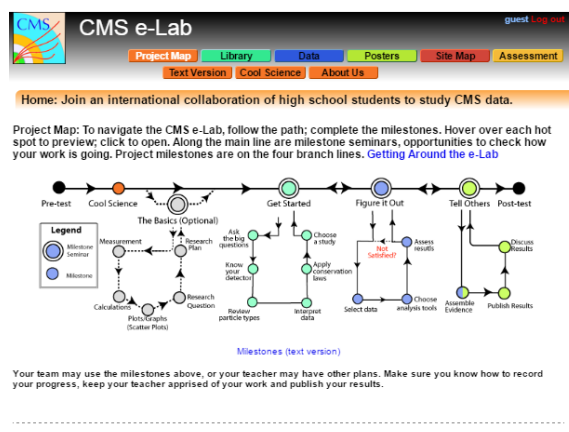 CMS
CMS e-Lab
guest Log out
Project Map Library Data Posters Site Map Assessment
Text Version Cool Science About Us
Home: Join an international collaboration of high school students to study CMS data.
Project Map: To navigate the CMS e-Lab, follow the path; complete the milestones. Hover over each hot
spot to preview; click to open. Along the main line are milestone seminars, opportunities to check how
your work is going. Project milestones are on the four branch lines. Getting Around the e-Lab
Pre-test Cool Science Get Started Figure it Out Tell Others Post-test
The Basics (Optional)
Legend
Milestone
Seminar
Milestone
Measurement
Research
Plan
Calculations
Plots/Graphs
(Scatter Plots)
Research
Question
Ask
the big
questions
Choose
a study
Know
your
detector
Apply
conservation
laws
Review
particle types
Interpret
data
Not
Satisfied?
Assess
results
Select data
Choose
analysis tools
Discuss
Results
Assemble
Evidence
Publish Results
Milestones (text version)
Your team may use the milestones above, or your teacher may have other plans. Make sure you know how to record
your progress, keep your teacher apprised of your work and publish your results.